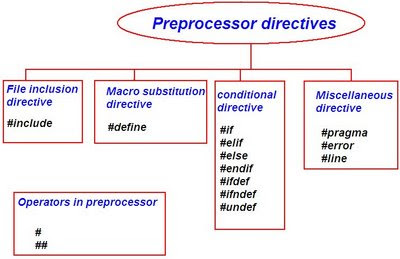 Preprocessor directives
File inclusion
directive
#include
Macro substitution
directive
#define
conditional
directive
#if
#elif
#else
#endif
#ifdef
#ifndef
#undef
Miscellaneous
directive
#pragma
#error
#line
Operators in preprocessor
#
##